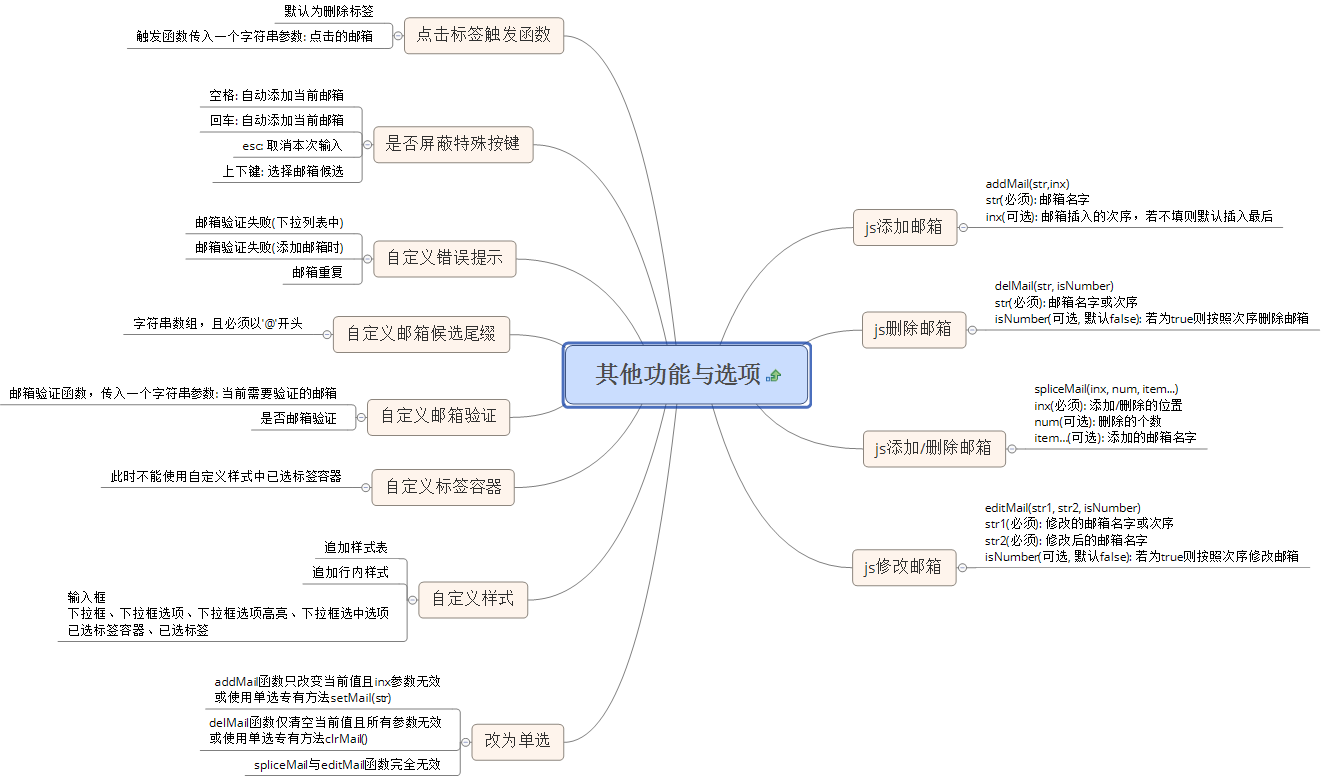 默认为删除标签
触发函数传入一个字符串参数: 点击的邮箱
点击标签触发函数
空格: 自动添加当前邮箱
回车: 自动添加当前邮箱
esc: 取消本次输入
上下键: 选择邮箱候选
是否屏蔽特殊按键
邮箱验证失败(下拉列表中)
邮箱验证失败(添加邮箱时)
邮箱重复
自定义错误提示
字符串数组，且必须以'@'开头
自定义邮箱候选尾缀
邮箱验证函数，传入一个字符串参数: 当前需要验证的邮箱
是否邮箱验证
自定义邮箱验证
此时不能使用自定义样式中已选标签容器
自定义标签容器
追加样式表
追加行内样式
输入框
下拉框、下拉框选项、下拉框选项高亮、下拉框选中选项
已选标签容器、已选标签
自定义样式
addMail函数只改变当前值且inx参数无效
或使用单选专有方法setMail(str)
delMail函数仅清空当前值且所有参数无效
或使用单选专有方法clrMail()
spliceMail与editMail函数完全无效
改为单选
其他功能与选项
js添加邮箱
addMail(str,inx)
str(必须): 邮箱名字
inx(可选): 邮箱插入的次序，若不填则默认插入最后
js删除邮箱
delMail(str, isNumber)
str(必须): 邮箱名字或次序
isNumber(可选, 默认false): 若为true则按照次序删除邮箱
js添加/删除邮箱
spliceMail(inx, num, item...)
inx(必须): 添加/删除的位置
num(可选): 删除的个数
item...(可选): 添加的邮箱名字
js修改邮箱
editMail(str1, str2, isNumber)
str1(必须): 修改的邮箱名字或次序
str2(必须): 修改后的邮箱名字
isNumber(可选, 默认false): 若为true则按照次序修改邮箱